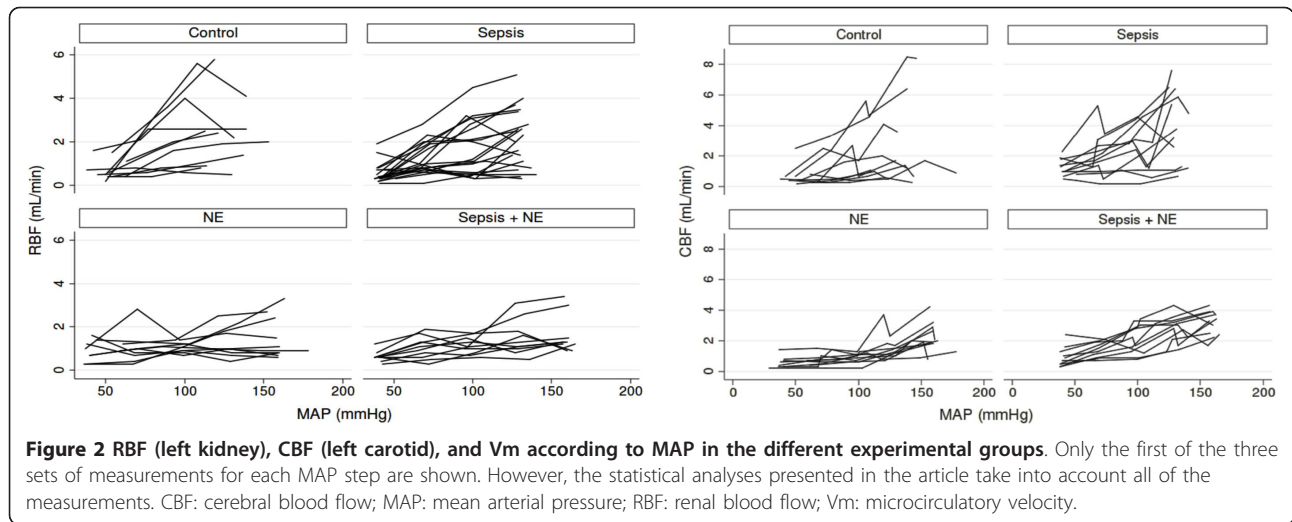 Control
Sepsis
6
4
2
0
NE
Sepsis + NE
6
4
2
0
RBF (mL/min)
50
100
150
200
50
100
150
200
MAP (mmHg)
Control
Sepsis
8
6
4
2
0
NE
Sepsis + NE
8
6
4
2
0
CBF (mL/min)
0
50
100
150
200
0
50
100
150
200
MAP (mmHg)
Figure 2 RBF (left kidney), CBF (left carotid), and Vm according to MAP in the different experimental groups. Only the first of the three
sets of measurements for each MAP step are shown. However, the statistical analyses presented in the article take into account all of the
measurements. CBF: cerebral blood flow; MAP: mean arterial pressure; RBF: renal blood flow; Vm: microcirculatory velocity.